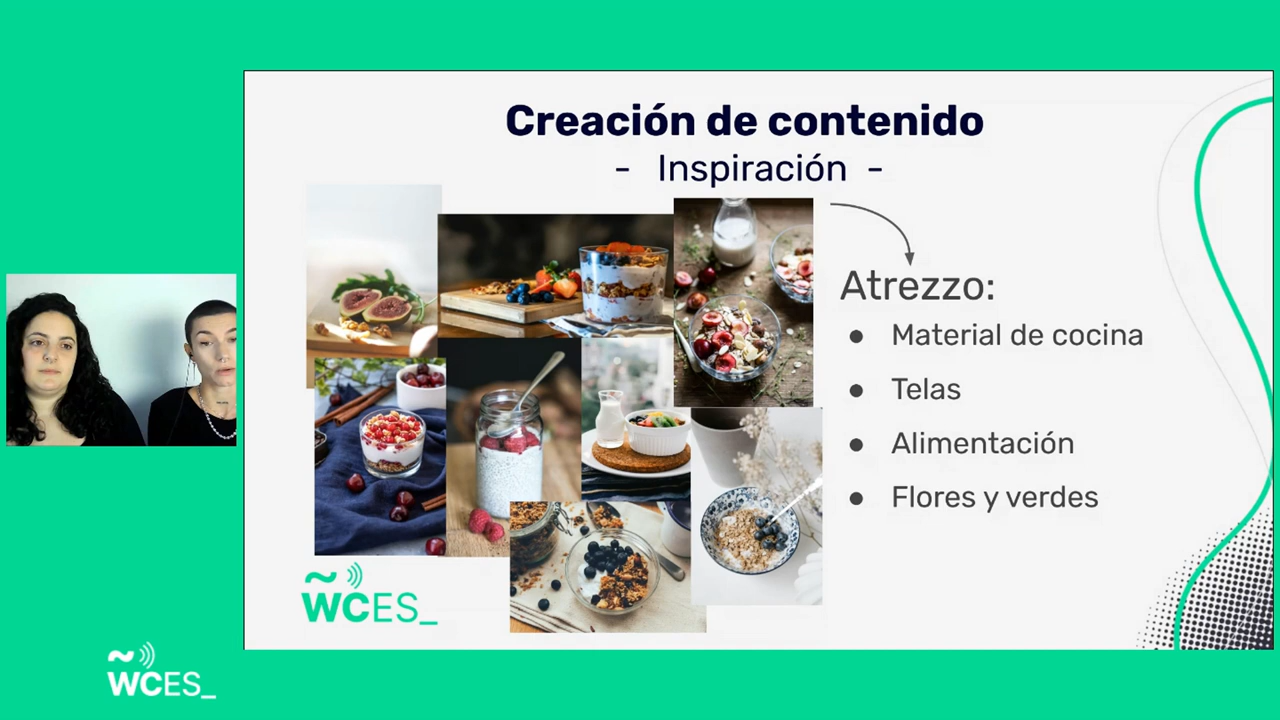 Creación de contenido
- Inspiración -
Atrezzo:
● Material de cocina
● Telas
● Alimentación
● Flores y verdes
WCES_
WCES_